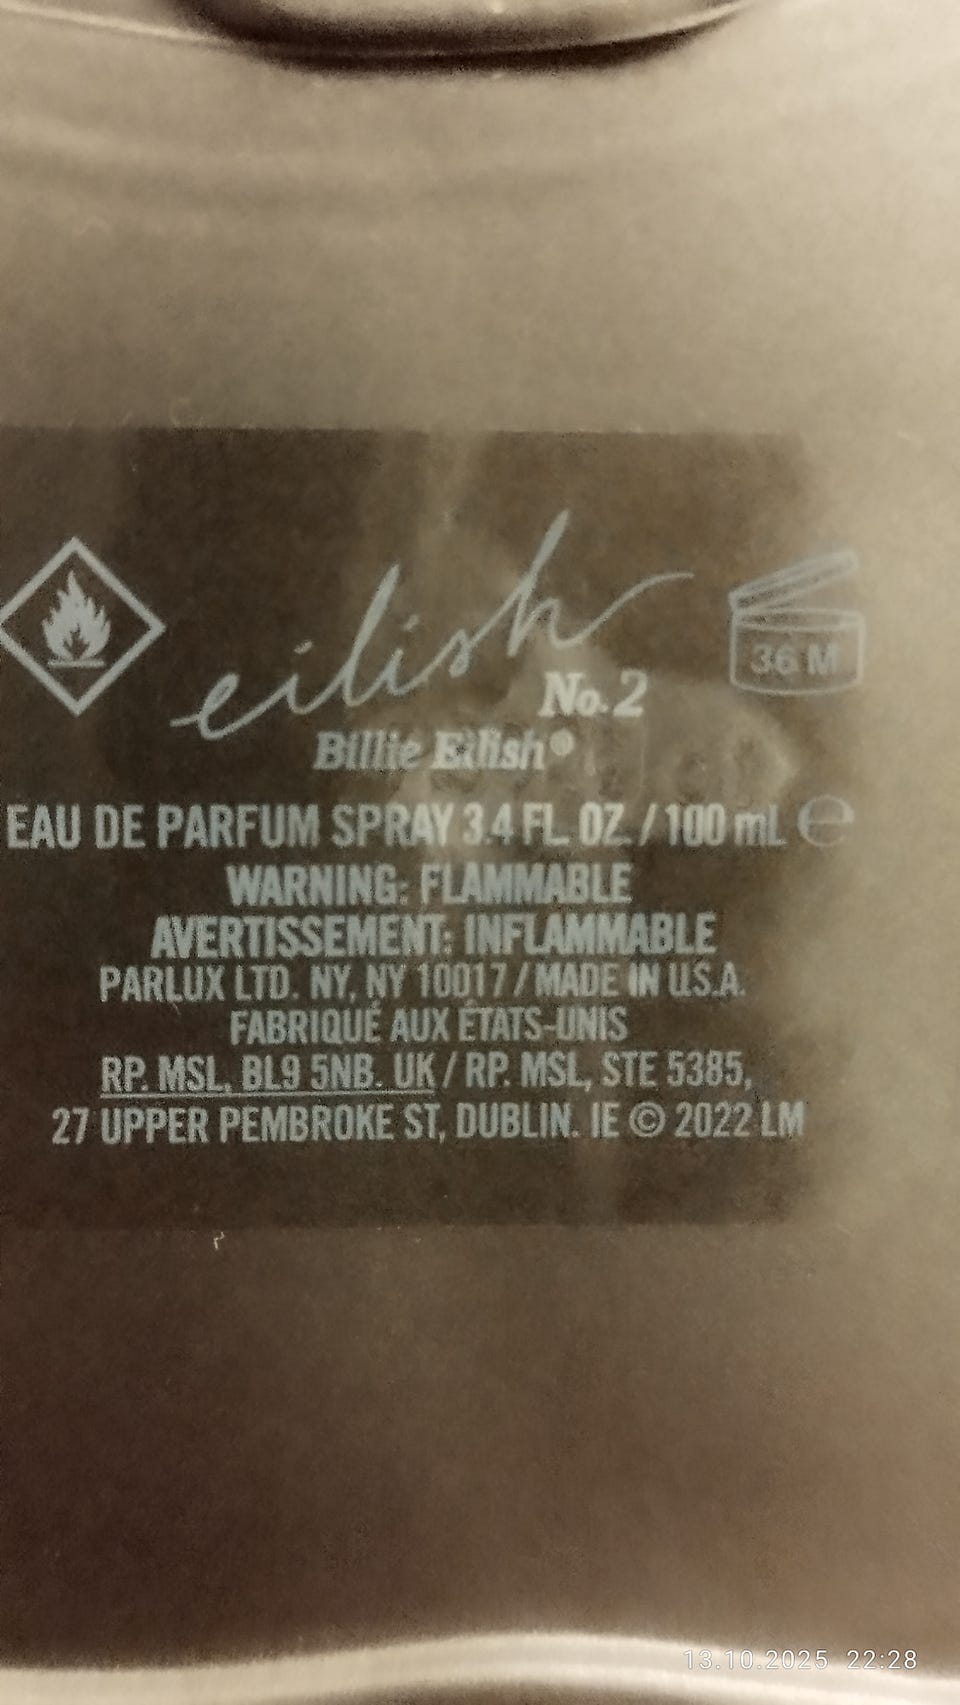 eilish
No.2
Billie Eilish®
36 M
EAU DE PARFUM SPRAY 3.4 FL. OZ. / 100 mL ℮
WARNING: FLAMMABLE
AVERTISSEMENT: INFLAMMABLE
PARLUX LTD. NY, NY 10017 / MADE IN U.S.A.
FABRIQUÉ AUX ÉTATS-UNIS
RP. MSL, BL9 5NB. UK / RP. MSL, STE 5385,
27 UPPER PEMBROKE ST, DUBLIN. IE © 2022 LM
13.10.2025 22:28